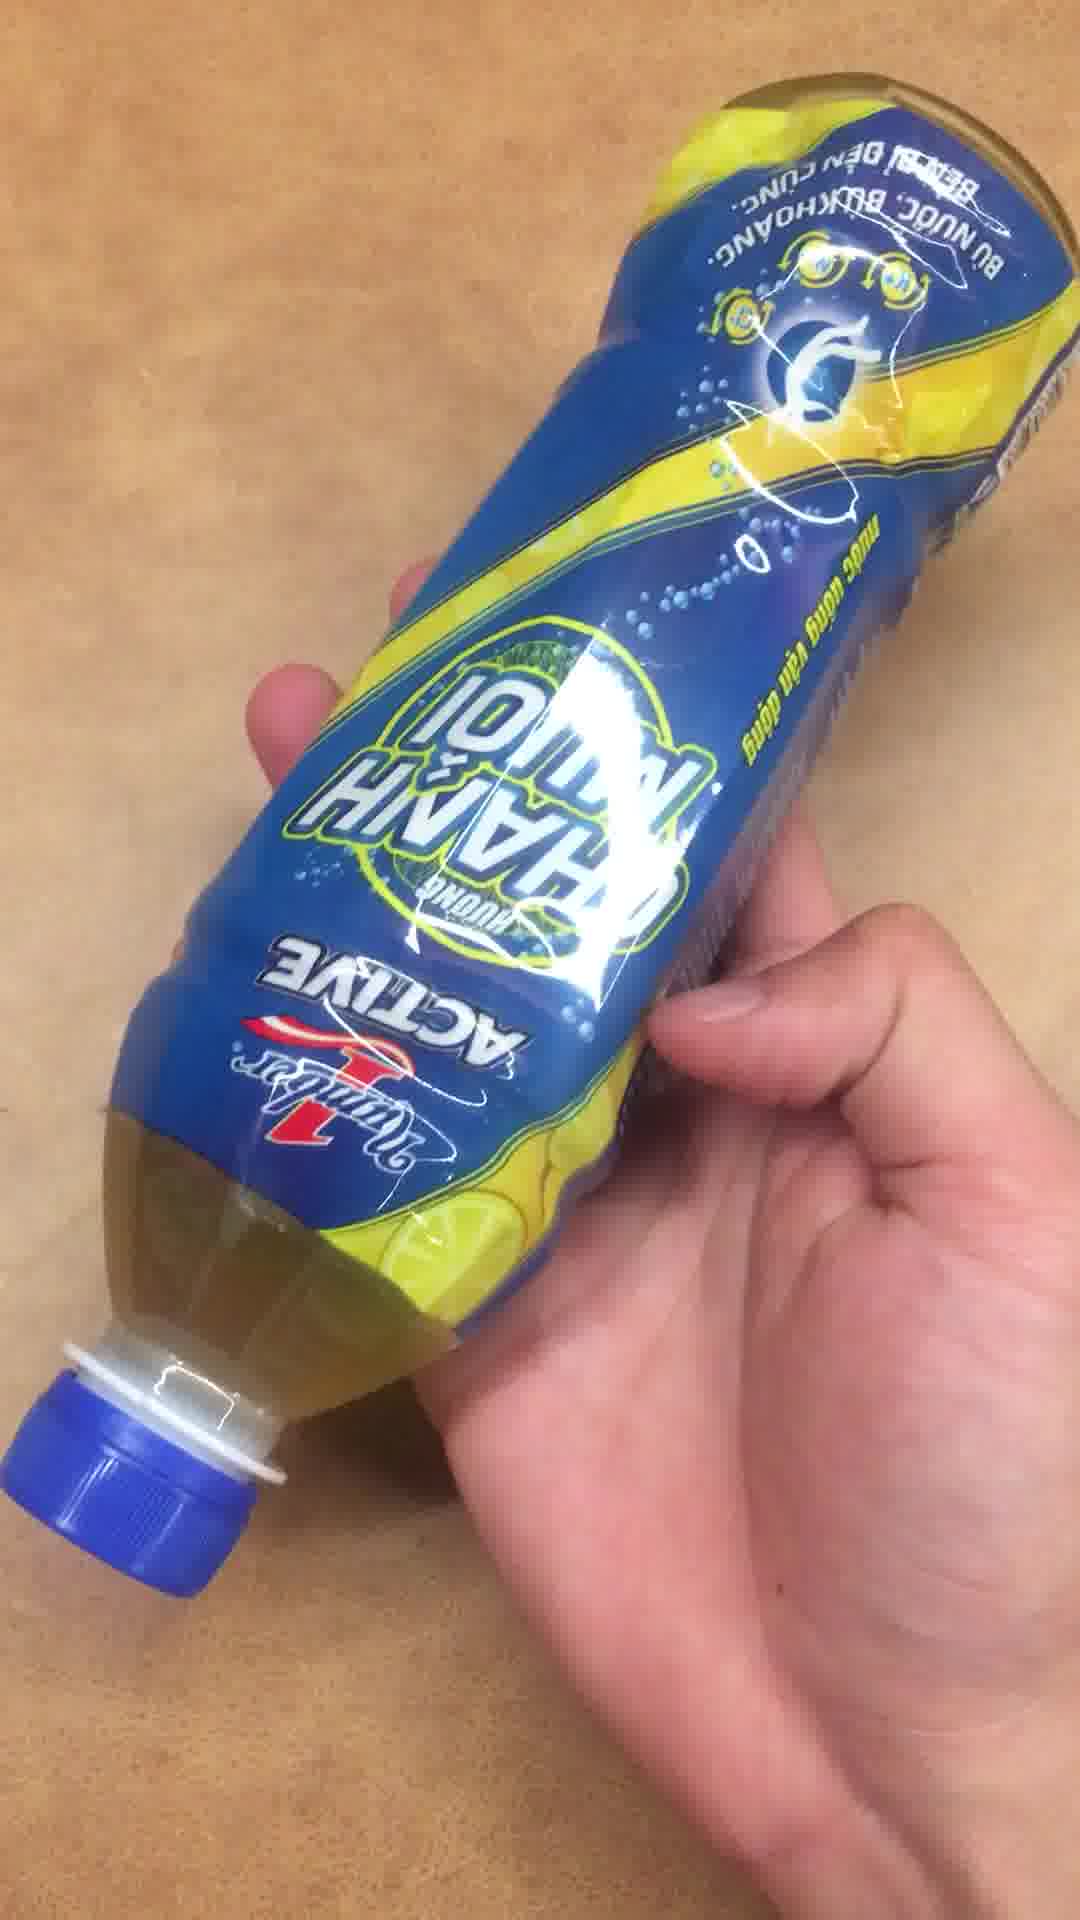 Number 1
ACTIVE
HƯƠNG
CHANH
MUỐI
nước uống vận động
BÙ NƯỚC, BÙ KHOÁNG.
BỀN BỈ ĐẾN CÙNG.